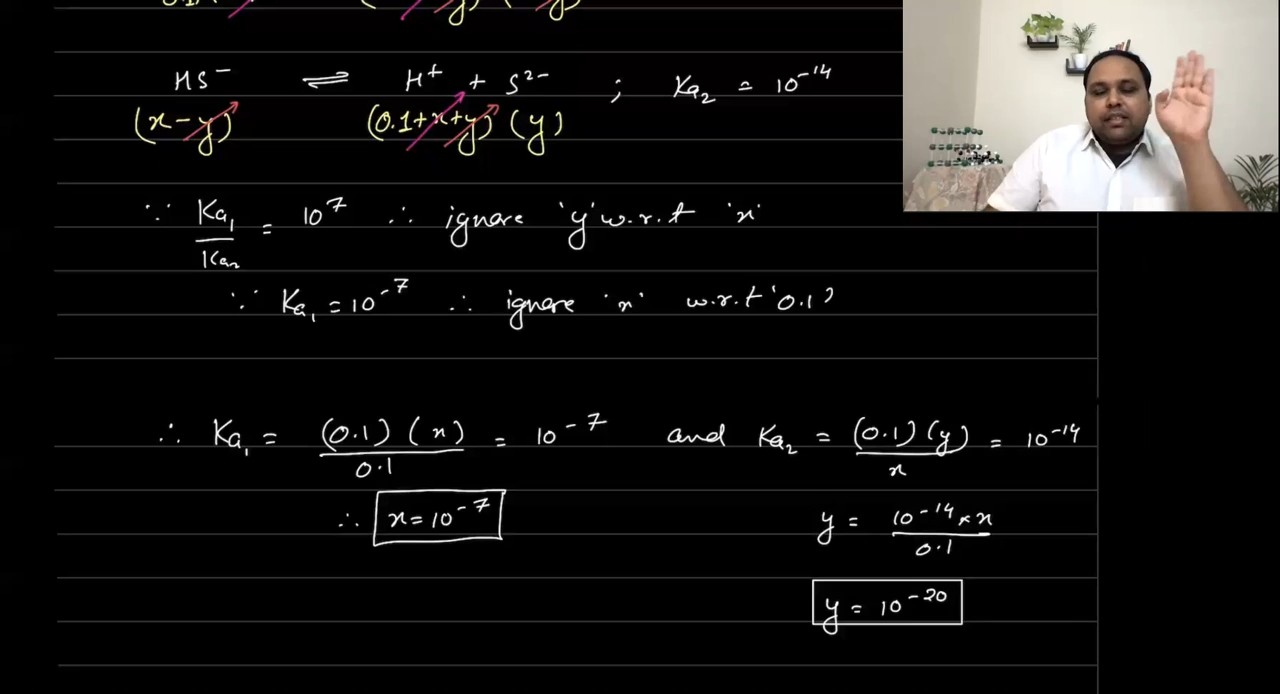 HS⁻ ⇌ H⁺ + S²⁻ ; Ka₂ = 10⁻¹⁴
(x − y) (0.1+x+y) (y)
∵ Ka₁/Ka₂ = 10⁷ ∴ ignore 'y' w.r.t 'x'
∵ Ka₁ = 10⁻⁷ ∴ ignore 'x' w.r.t '0.1'
∴ Ka₁ = (0.1) (x)/0.1 = 10⁻⁷ and Ka₂ = (0.1) (y)/x = 10⁻¹⁴
∴ x = 10⁻⁷
y = 10⁻¹⁴ × x/0.1
y = 10⁻²⁰